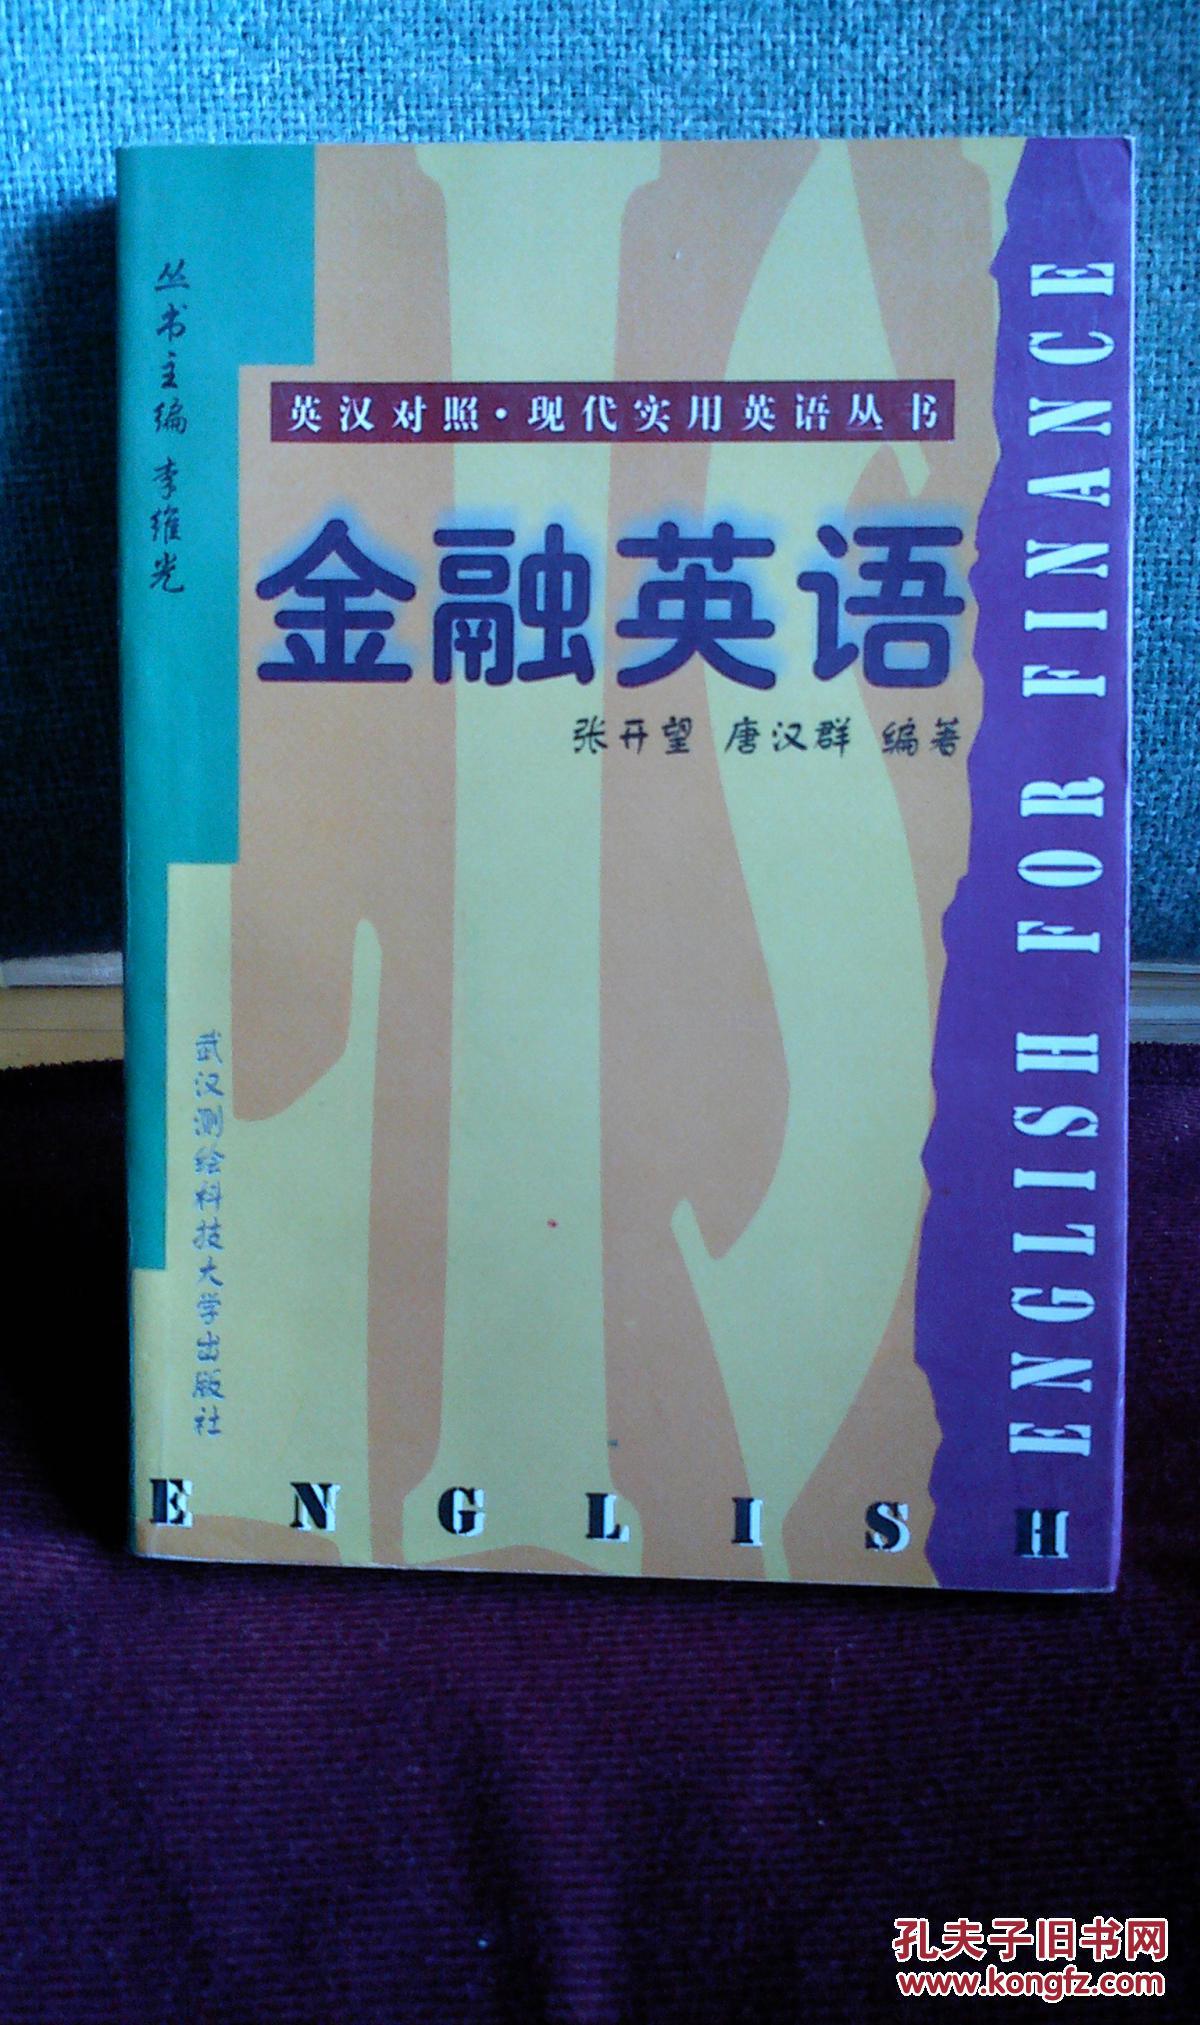 丛书主编 李维光
英汉对照·现代实用英语丛书
金融英语
张开望 唐汉群 编著
ENGLISH FOR FINANCE
武汉测绘科技大学出版社
ENGLISH
孔夫子旧书网
www.kongfz.com